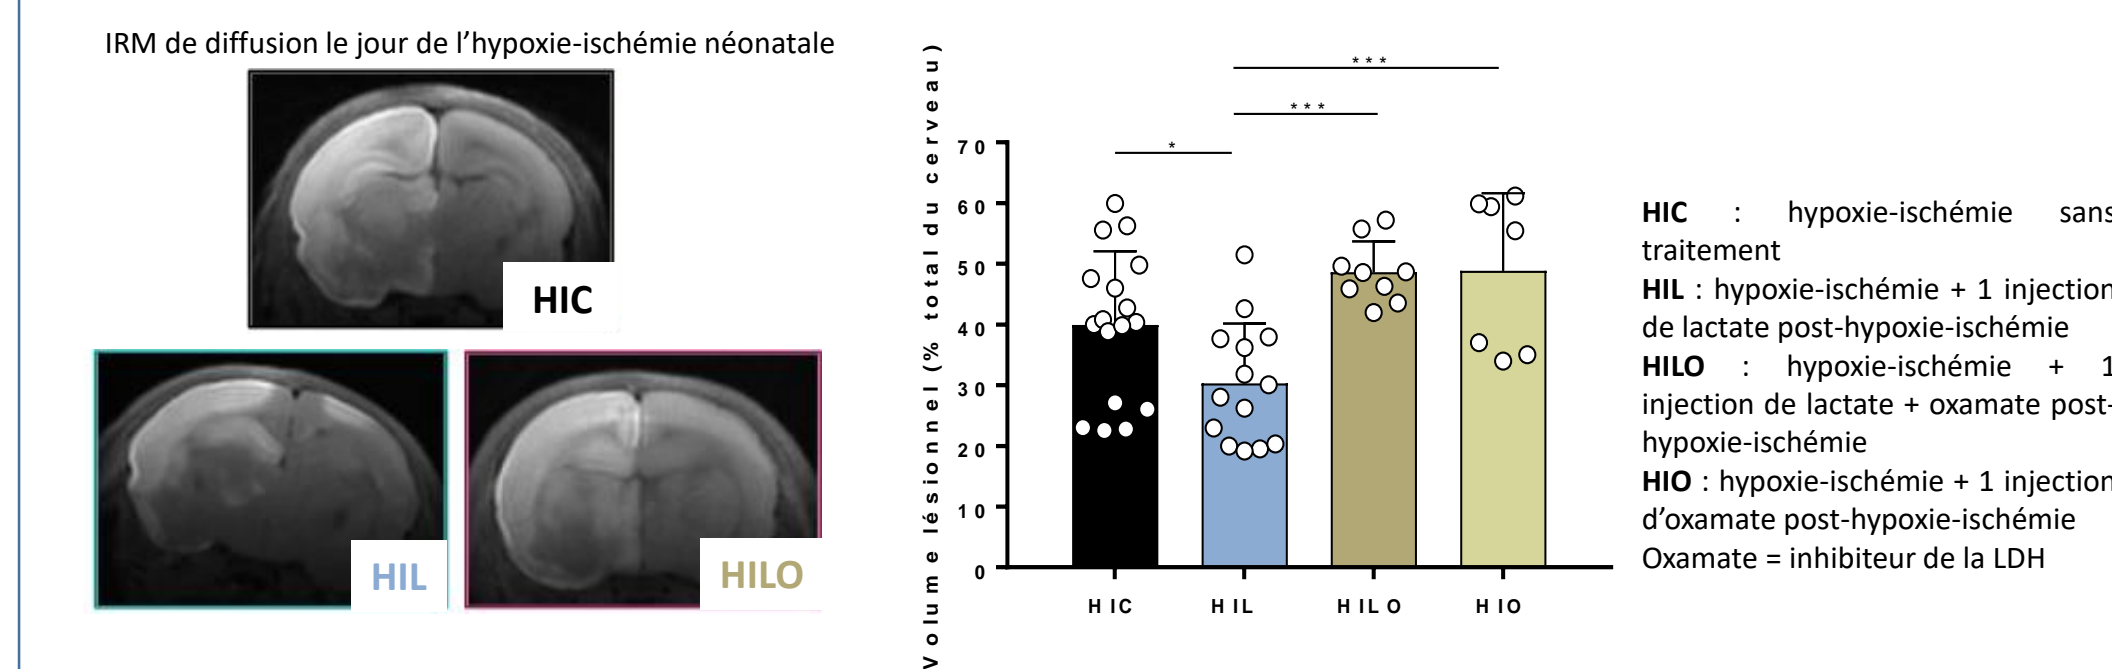 IRM de diffusion le jour de l’hypoxie-ischémie néonatale
HIC
HIL
HILO
Volume lésionnel (% total du cerveau)
***
***
*
70
60
50
40
30
20
10
0
HIC HIL HILO HIO
HIC : hypoxie-ischémie sans
traitement
HIL : hypoxie-ischémie + 1 injection
de lactate post-hypoxie-ischémie
HILO : hypoxie-ischémie + 1
injection de lactate + oxamate post-
hypoxie-ischémie
HIO : hypoxie-ischémie + 1 injection
d’oxamate post-hypoxie-ischémie
Oxamate = inhibiteur de la LDH